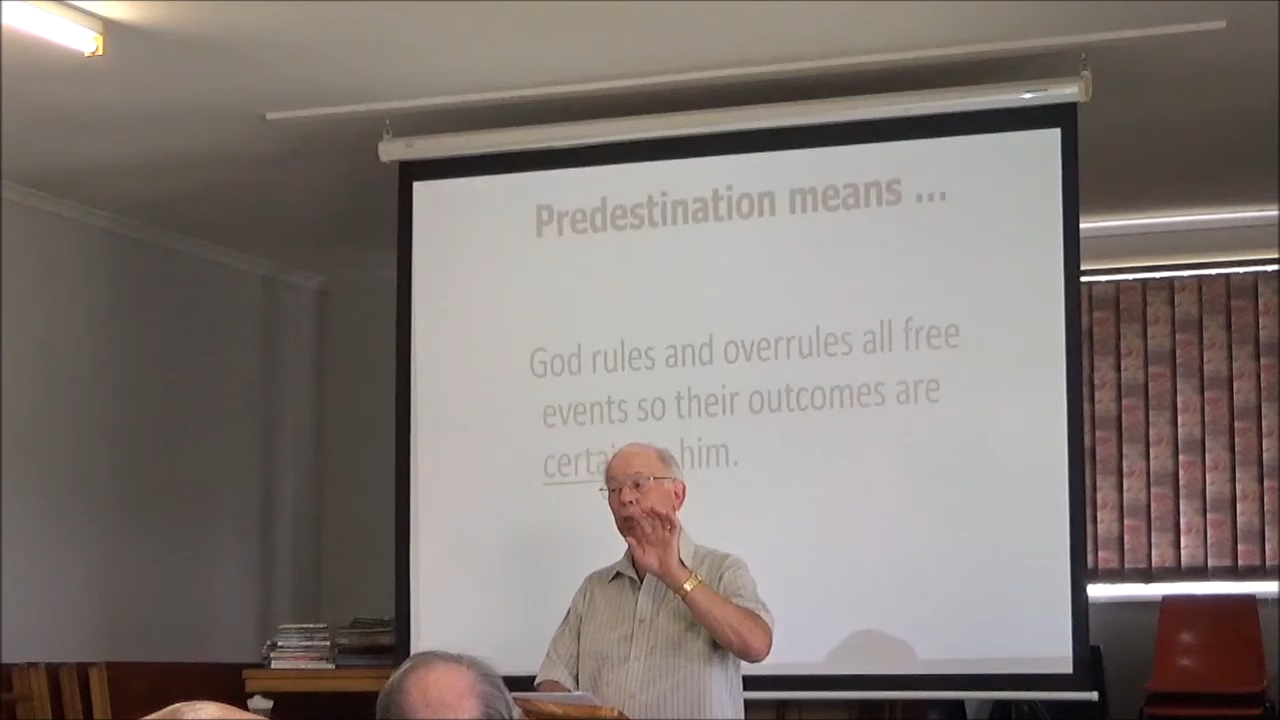 Predestination means ...
God rules and overrules all free
events so their outcomes are
him.